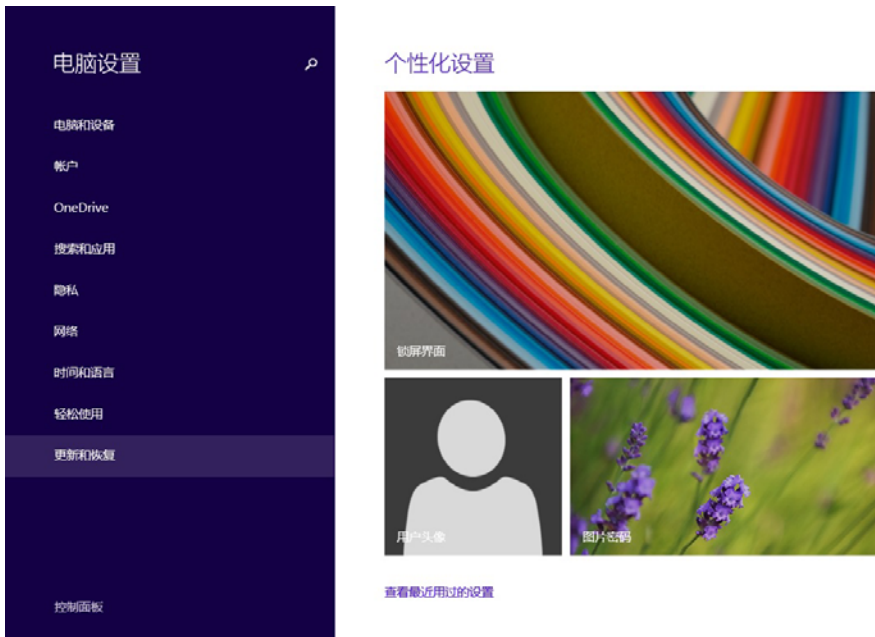 电脑设置
电脑和设备
帐户
OneDrive
搜索和应用
隐私
网络
时间和语言
轻松使用
更新和恢复
控制面板
个性化设置
锁屏界面
用户头像
图片密码
查看最近用过的设置